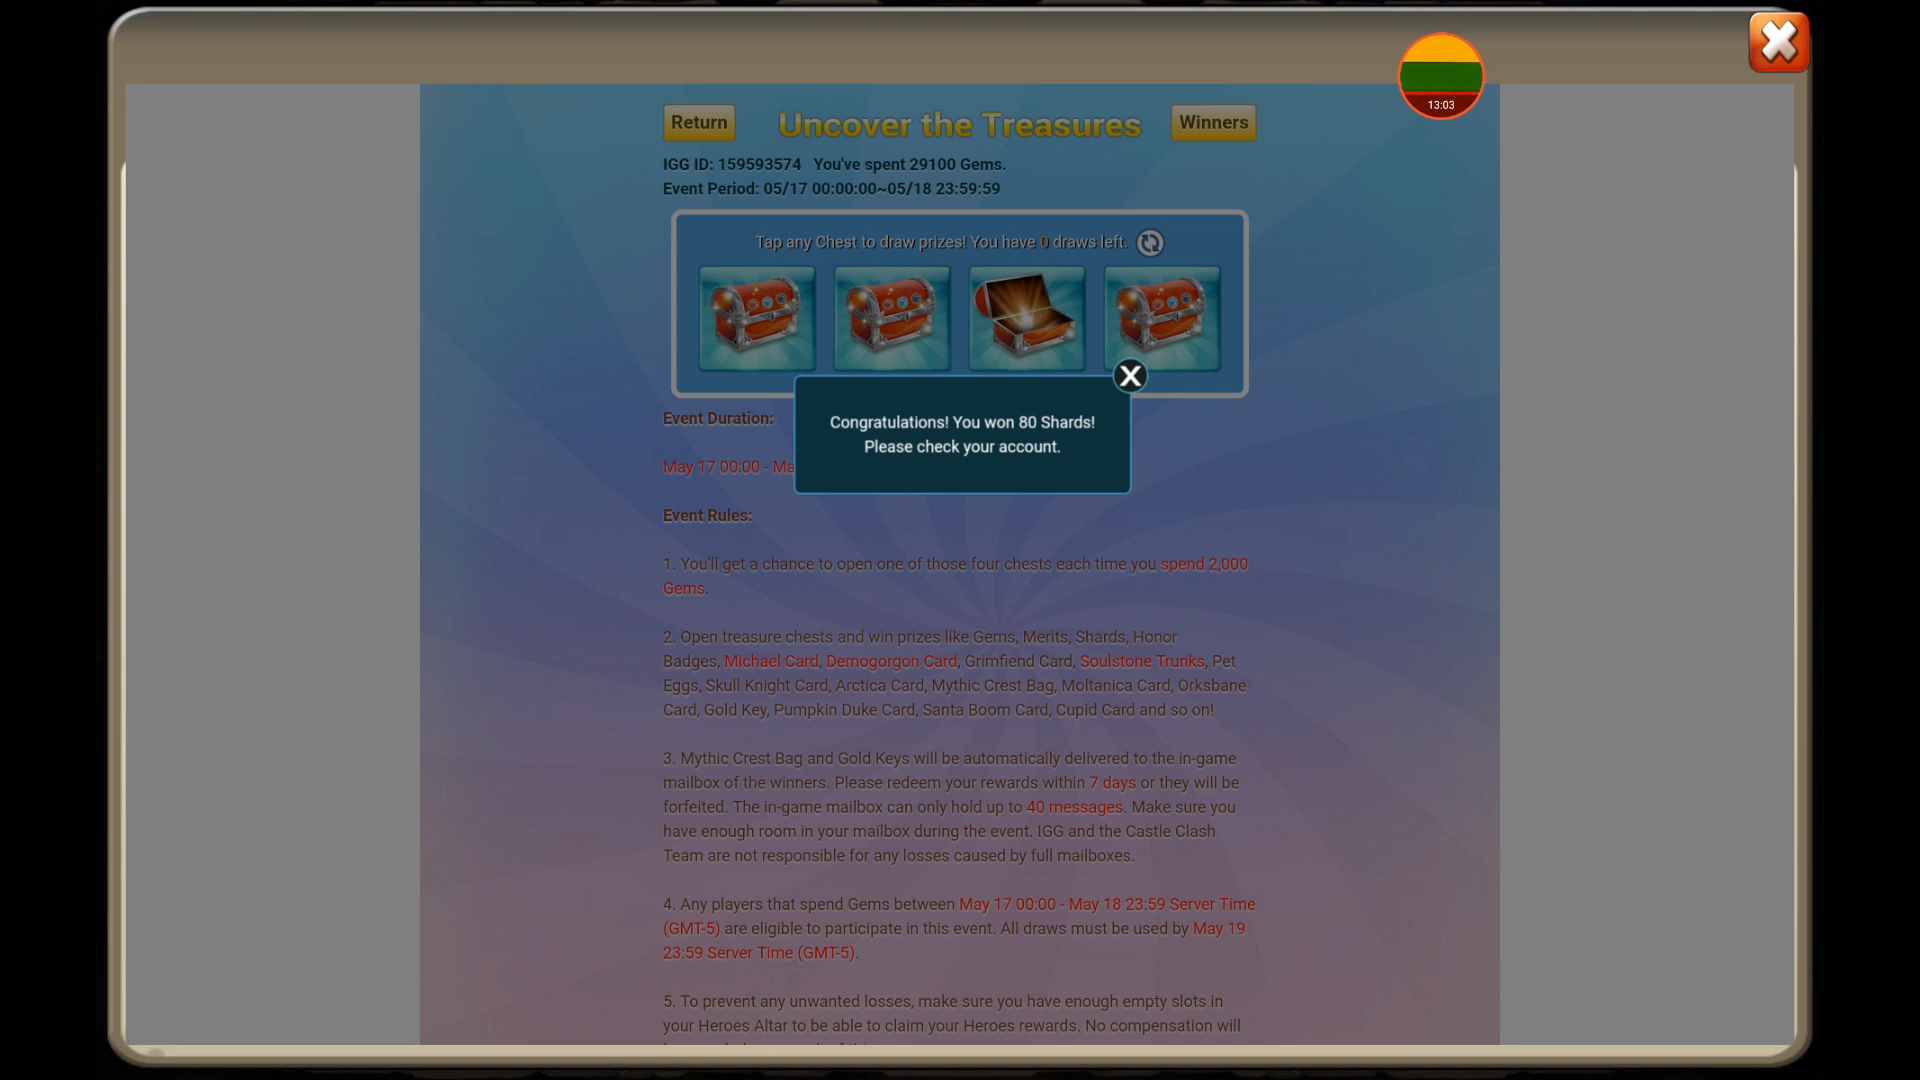 13:03
Return
Uncover the Treasures
Winners
IGG ID: 159593574 You've spent 29100 Gems.
Event Period: 05/17 00:00:00~05/18 23:59:59
Tap any Chest to draw prizes! You have 0 draws left.
X
Congratulations! You won 80 Shards!
Please check your account.
Event Duration:
May 17 00:00 - Ma
Event Rules:
1. You'll get a chance to open one of those four chests each time you spend 2,000
Gems.
2. Open treasure chests and win prizes like Gems, Merits, Shards, Honor
Badges, Michael Card, Demogorgon Card, Grimfiend Card, Soulstone Trunks, Pet
Eggs, Skull Knight Card, Arctica Card, Mythic Crest Bag, Moltanica Card, Orksbane
Card, Gold Key, Pumpkin Duke Card, Santa Boom Card, Cupid Card and so on!
3. Mythic Crest Bag and Gold Keys will be automatically delivered to the in-game
mailbox of the winners. Please redeem your rewards within 7 days or they will be
forfeited. The in-game mailbox can only hold up to 40 messages. Make sure you
have enough room in your mailbox during the event. IGG and the Castle Clash
Team are not responsible for any losses caused by full mailboxes.
4. Any players that spend Gems between May 17 00:00 - May 18 23:59 Server Time
(GMT-5) are eligible to participate in this event. All draws must be used by May 19
23:59 Server Time (GMT-5).
5. To prevent any unwanted losses, make sure you have enough empty slots in
your Heroes Altar to be able to claim your Heroes rewards. No compensation will